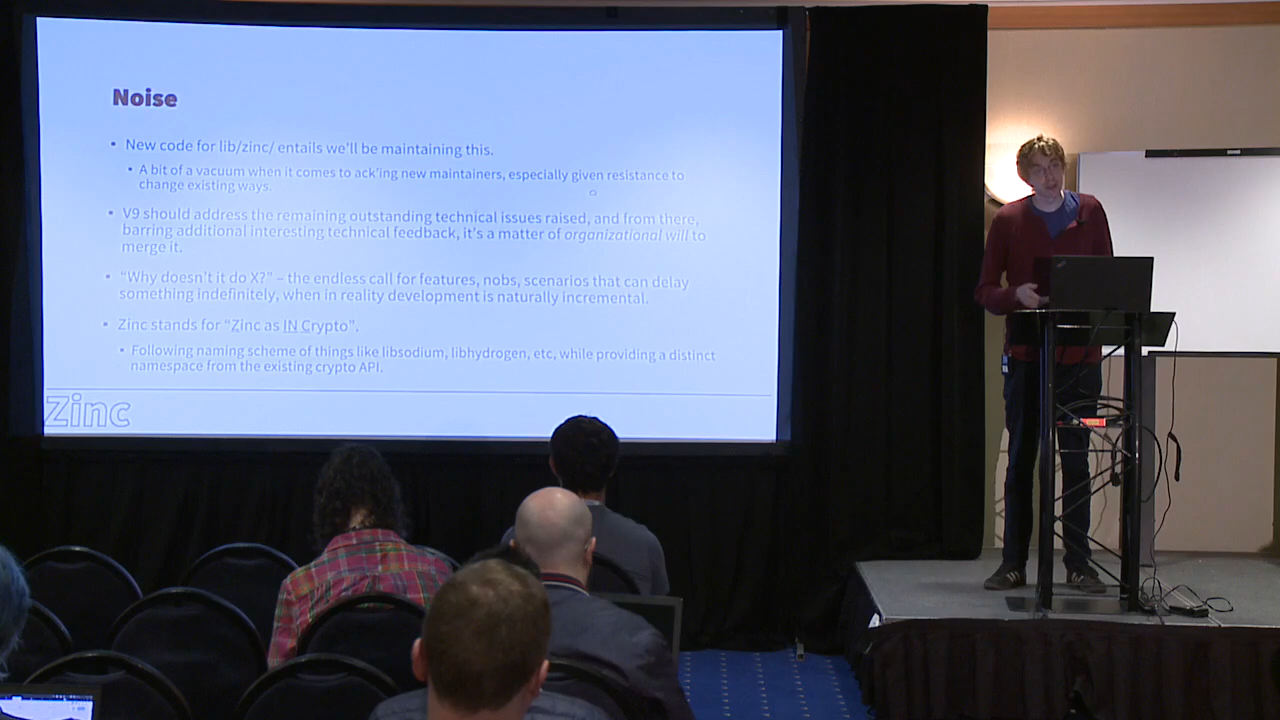 Noise
• New code for lib/zinc/ entails we'll be maintaining this.
• A bit of a vacuum when it comes to ack'ing new maintainers, especially given resistance to
change existing ways.
• V9 should address the remaining outstanding technical issues raised, and from there,
barring additional interesting technical feedback, it's a matter of organizational will to
merge it.
• "Why doesn't it do X?" – the endless call for features, nobs, scenarios that can delay
something indefinitely, when in reality development is naturally incremental.
• Zinc stands for "Zinc as IN Crypto".
• Following naming scheme of things like libsodium, libhydrogen, etc, while providing a distinct
namespace from the existing crypto API.
Zinc